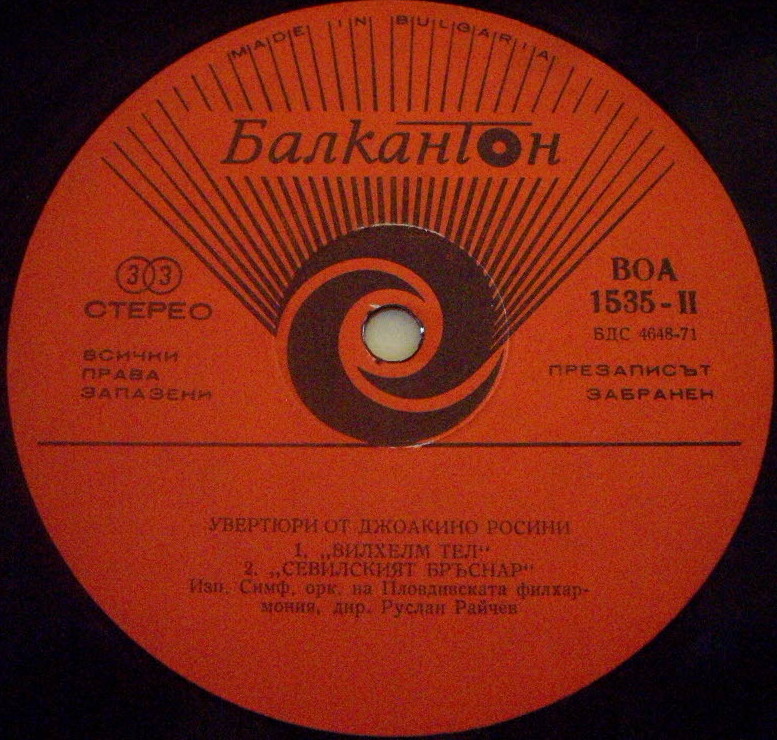 MADE IN BULGARIA
Балкантон
33
СТЕРЕО
ВСИЧКИ
ПРАВА
ЗАПАЗЕНИ
ВОА
1535-II
БДС 4648-71
ПРЕЗАПИСЪТ
ЗАБРАНЕН
УВЕРТЮРИ ОТ ДЖОАКИНО РОСИНИ
1. „ВИЛХЕЛМ ТЕЛ“
2. „СЕВИЛСКИЯТ БРЪСНАР“
Изп. Симф. орк. на Пловдивската филхар-
мония, дир. Руслан Райчев